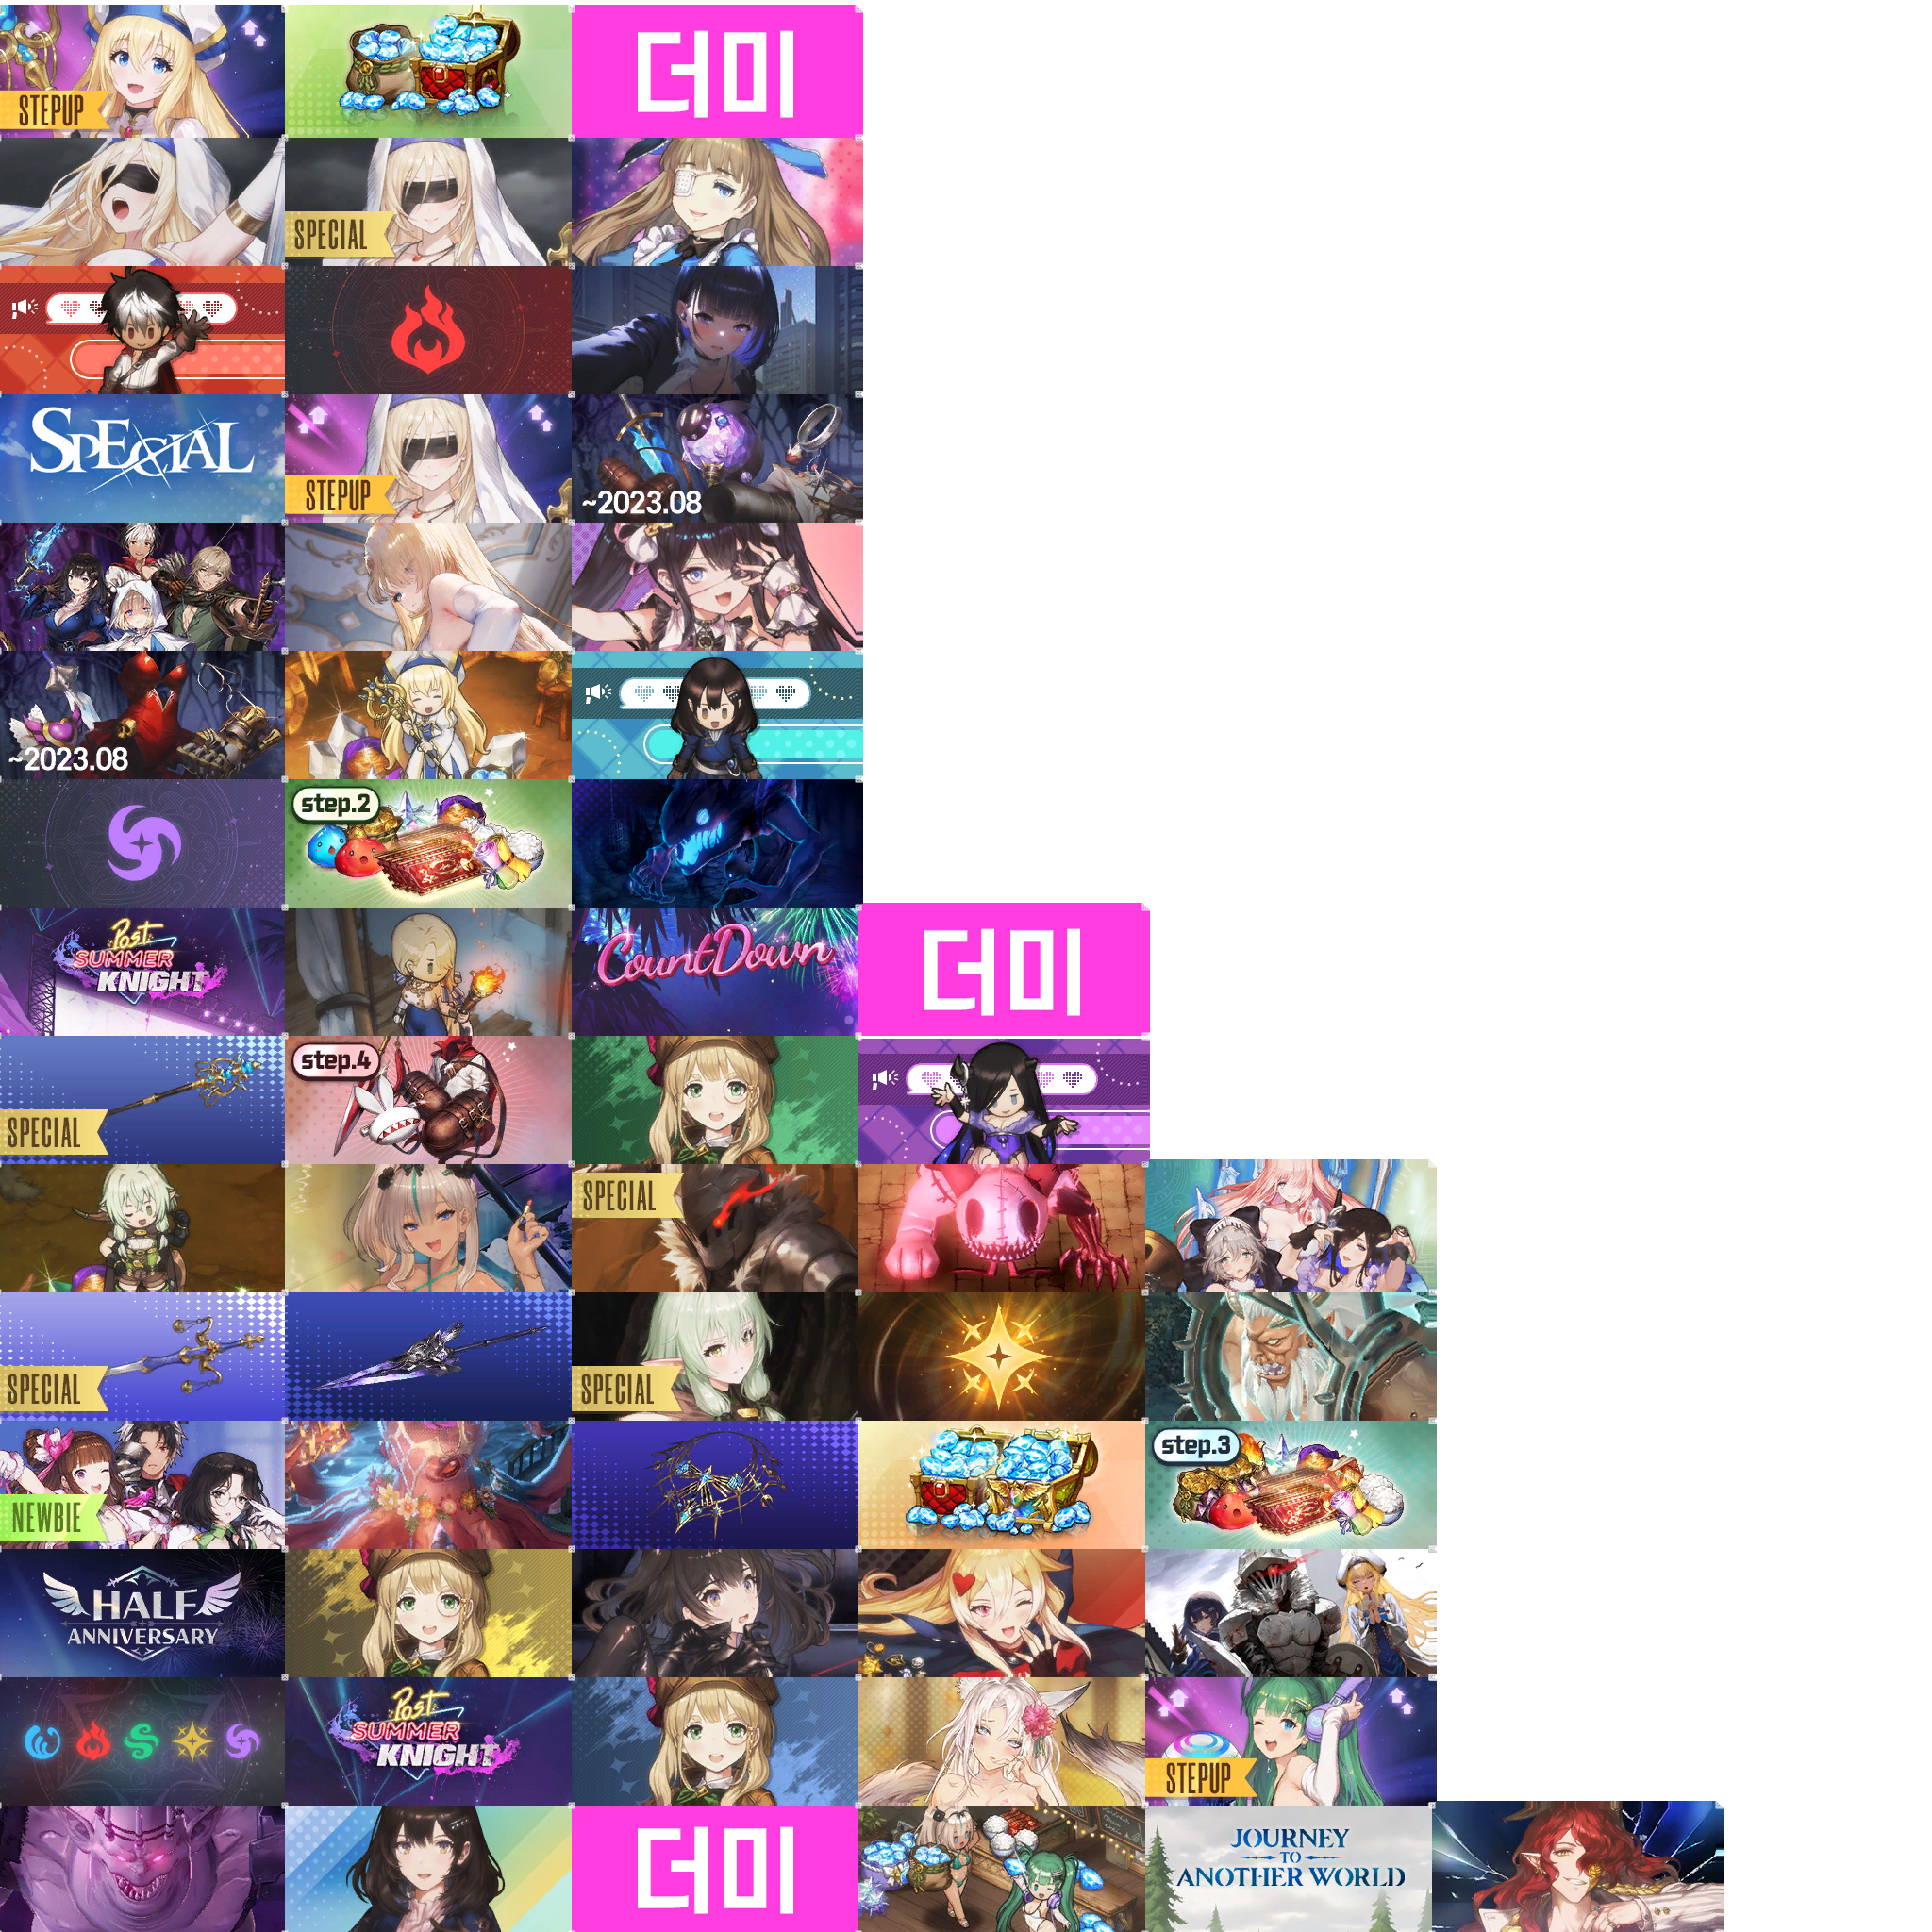 STEPUP
더미
SPECIAL
SPECIAL
STEPUP
~2023.08
~2023.08
step.2
Post
SUMMER
KNIGHT
CountDown
더미
SPECIAL
step.4
SPECIAL
SPECIAL
SPECIAL
NEWBIE
step.3
HALF
ANNIVERSARY
Post
SUMMER
KNIGHT
STEPUP
더미
JOURNEY
TO
ANOTHER WORLD